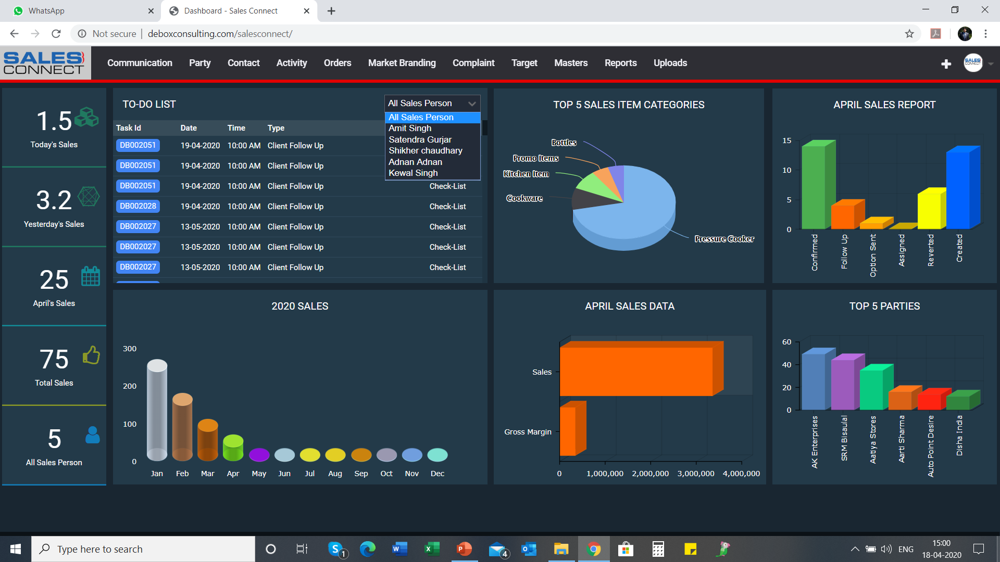 WhatsApp
Dashboard - Sales Connect
Not secure | deboxconsulting.com/salesconnect/
SALES CONNECT
Communication Party Contact Activity Orders Market Branding Complaint Target Masters Reports Uploads
SALES CONNECT
1.5
Today's Sales
3.2
Yesterday's Sales
25
April's Sales
75
Total Sales
5
All Sales Person
TO-DO LIST
All Sales Person
All Sales Person
Amit Singh
Satendra Gurjar
Shikher chaudhary
Adnan Adnan
Kewal Singh
Task Id Date Time Type
DB002051 19-04-2020 10:00 AM Client Follow Up
DB002051 19-04-2020 10:00 AM Client Follow Up
DB002051 19-04-2020 10:00 AM Client Follow Up Check-List
DB002028 19-04-2020 10:00 AM Client Follow Up Check-List
DB002027 13-05-2020 10:00 AM Client Follow Up Check-List
DB002027 13-05-2020 10:00 AM Client Follow Up Check-List
DB002027 13-05-2020 10:00 AM Client Follow Up Check-List
TOP 5 SALES ITEM CATEGORIES
Bottles
Promo Items
Kitchen Item
Cookware
Pressure Cooker
APRIL SALES REPORT
15
10
5
0
Confirmed
Follow Up
Option Sent
Assigned
Reverted
Created
2020 SALES
300
200
100
0
Jan Feb Mar Apr May Jun Jul Aug Sep Oct Nov Dec
APRIL SALES DATA
Sales
Gross Margin
0 1,000,000 2,000,000 3,000,000 4,000,000
TOP 5 PARTIES
60
40
20
0
AK Enterprises
SRM Bisaulal
Aatiya Stores
Aarti Sharma
Auto Point Desire
Disha India
Type here to search
1
4
ENG
15:00
18-04-2020